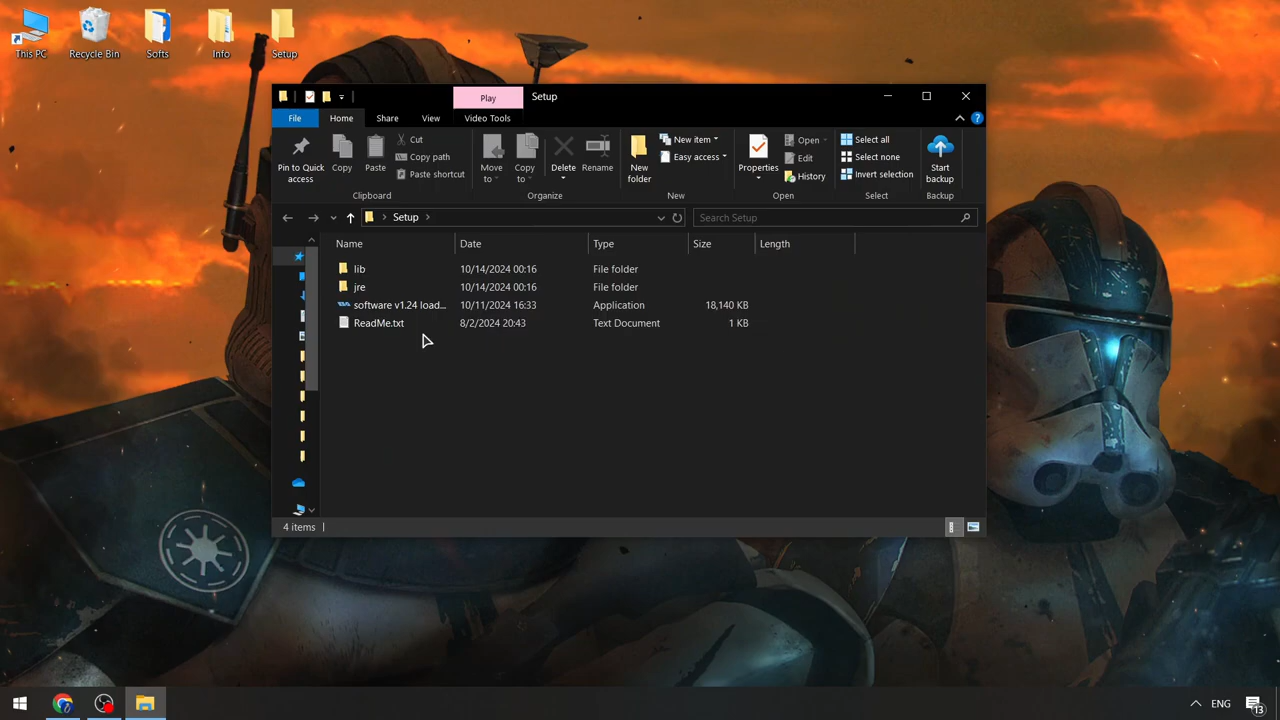 This PC
Recycle Bin
Softs
Info
Setup
Play
Setup
File
Home
Share
View
Video Tools
Pin to Quick access
Copy
Paste
Cut
Copy path
Paste shortcut
Clipboard
Move to
Copy to
Delete
Rename
Organize
New folder
New item
Easy access
New
Properties
Open
Edit
History
Open
Select all
Select none
Invert selection
Select
Start backup
Backup
Setup
Search Setup
Name
Date
Type
Size
Length
lib 10/14/2024 00:16 File folder
jre 10/14/2024 00:16 File folder
software v1.24 load... 10/11/2024 16:33 Application 18,140 KB
ReadMe.txt 8/2/2024 20:43 Text Document 1 KB
4 items
ENG
13